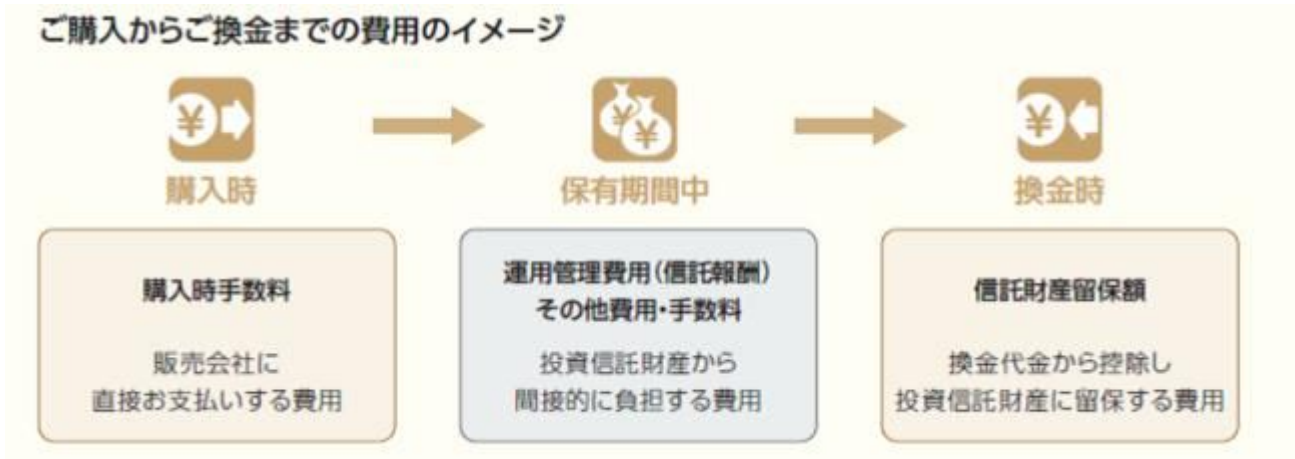 ご購入からご換金までの費用のイメージ
¥
¥
¥
¥
購入時
保有期間中
換金時
購入時手数料
販売会社に
直接お支払いする費用
運用管理費用(信託報酬)
その他費用・手数料
投資信託財産から
間接的に負担する費用
信託財産留保額
換金代金から控除し
投資信託財産に留保する費用